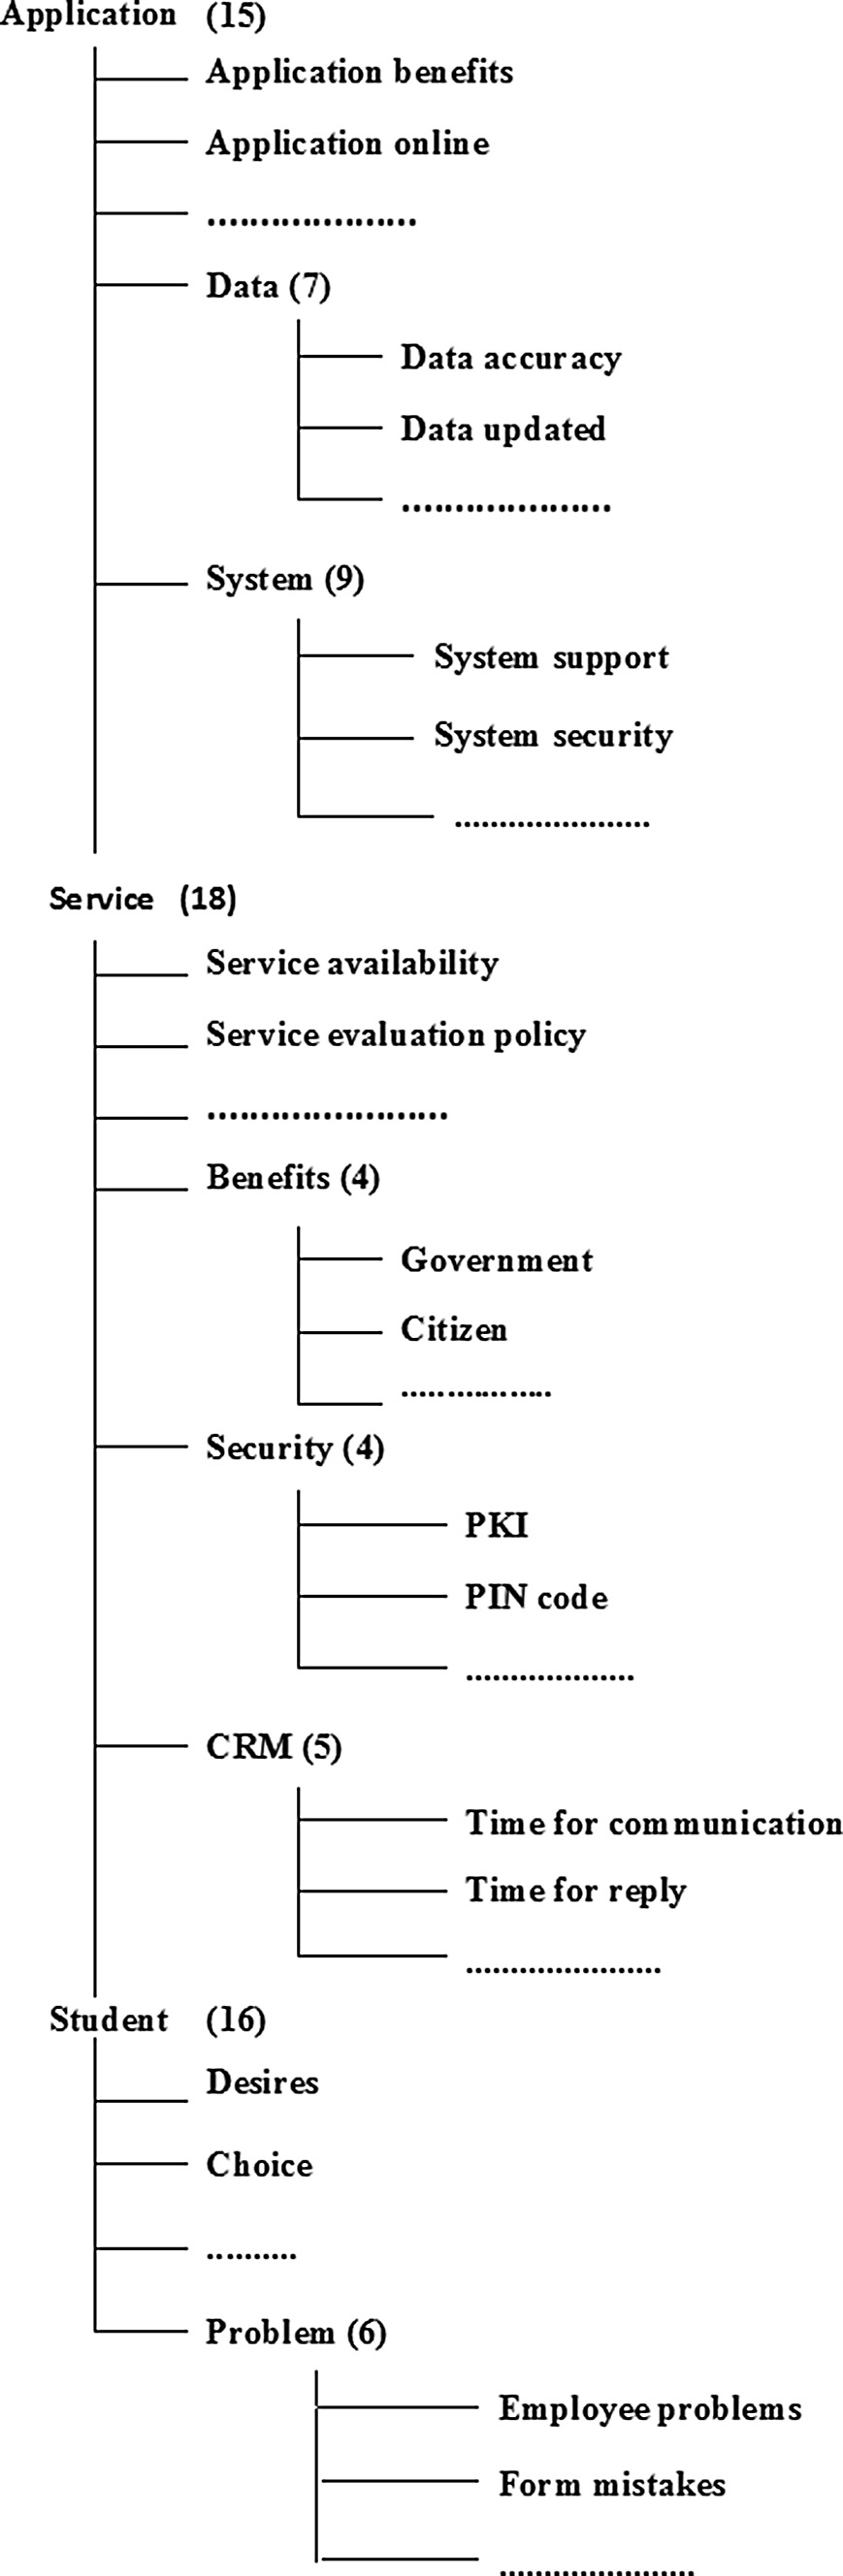 Application (15)
Application benefits
Application online
....................
Data (7)
Data accuracy
Data updated
....................
System (9)
System support
System security
......................
Service (18)
Service availability
Service evaluation policy
.......................
Benefits (4)
Government
Citizen
.................
Security (4)
PKI
PIN code
...................
CRM (5)
Time for communication
Time for reply
......................
Student (16)
Desires
Choice
..........
Problem (6)
Employee problems
Form mistakes
......................